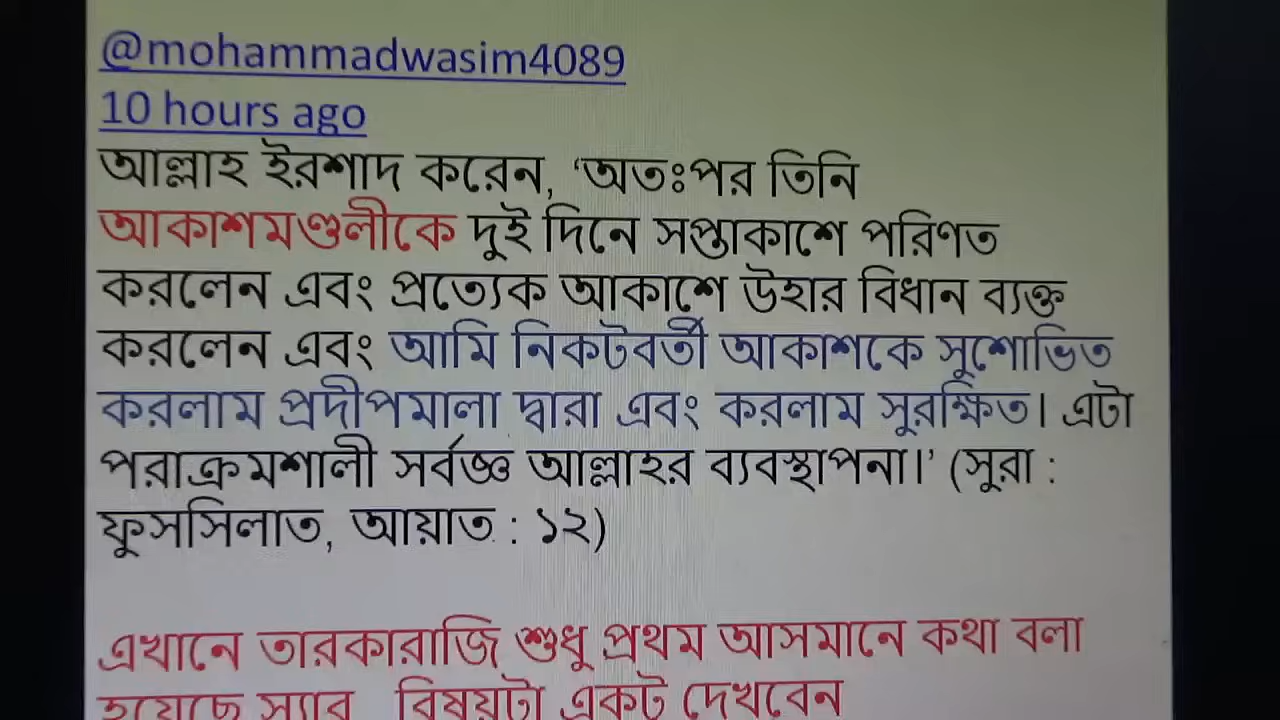 @mohammadwasim4089
10 hours ago
আল্লাহ ইরশাদ করেন, ‘অতঃপর তিনি
আকাশমণ্ডলীকে দুই দিনে সপ্তাকাশে পরিণত
করলেন এবং প্রত্যেক আকাশে উহার বিধান ব্যক্ত
করলেন এবং আমি নিকটবর্তী আকাশকে সুশোভিত
করলাম প্রদীপমালা দ্বারা এবং করলাম সুরক্ষিত। এটা
পরাক্রমশালী সর্বজ্ঞ আল্লাহর ব্যবস্থাপনা।’ (সুরা :
ফুসসিলাত, আয়াত : ১২)
এখানে তারকারাজি শুধু প্রথম আসমানে কথা বলা
হয়েছে স্যার বিষয়টা একটু দেখবেন